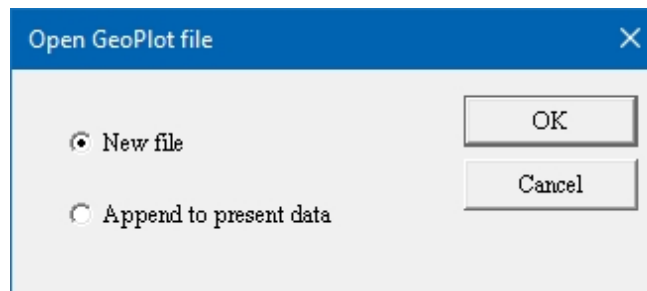 Open GeoPlot file
New file
OK
Append to present data
Cancel